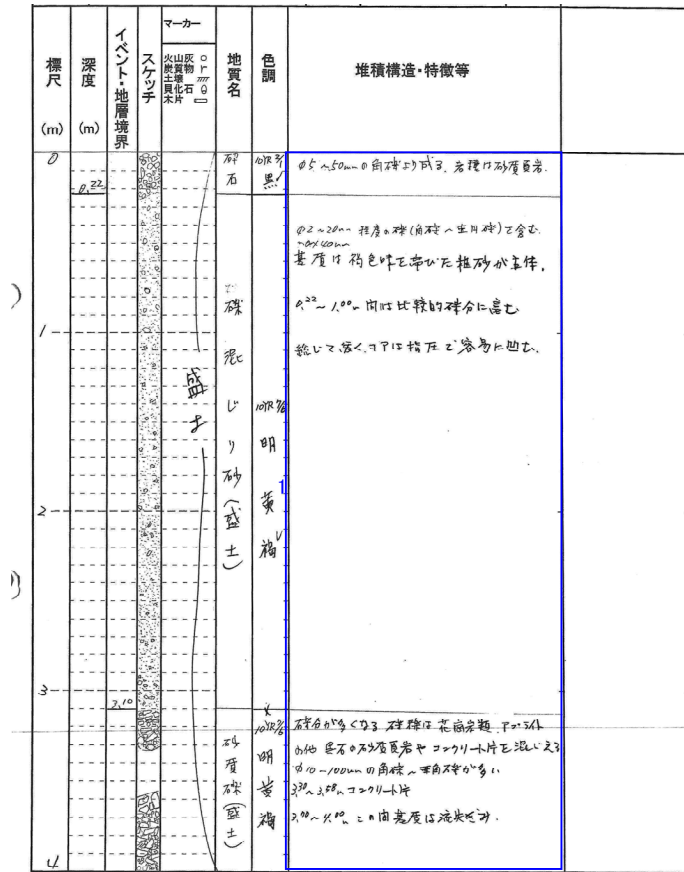 標尺
(m)
深度
(m)
イベント・地層境界
スケッチ
マーカー
火山灰 ○
炭質物 r
土壌
貝化石
木片
地質名
色調
堆積構造・特徴等
0
0.22
1
2
3
3.10
4
盛土
砕石
10YR 2/1
黒
φ5~50mmの角礫より成る。岩種は砂質頁岩.
礫混じり砂(盛土)
10YR 7/6
明黄褐
1
φ2~20mm程度の礫(角礫~亜円礫)を含む.
基質は褐色味を帯びた粗砂が主体.
0.22~1.00m間は比較的礫分に富む
総じて緩く、コアは指圧で容易に凹む.
砂質礫(盛土)
明黄褐
礫分が多くなる 礫種は花崗岩類、アプライト
の他 砕石の砂質頁岩やコンクリート片を混じえる
φ10~100mmの角礫~亜角礫が多い
3.30~3.58m コンクリート片
~4.00m この間基質は流失ぎみ.